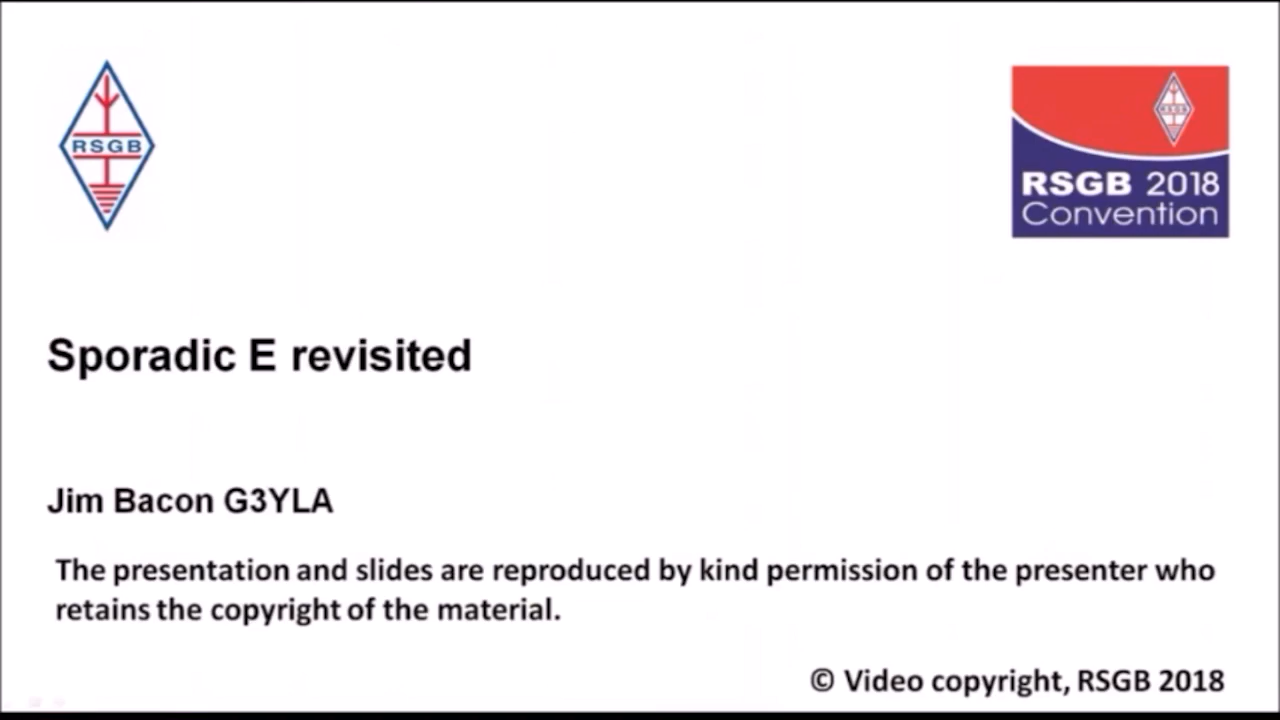 RSGB
RSGB
RSGB 2018
Convention
Sporadic E revisited
Jim Bacon G3YLA
The presentation and slides are reproduced by kind permission of the presenter who
retains the copyright of the material.
© Video copyright, RSGB 2018